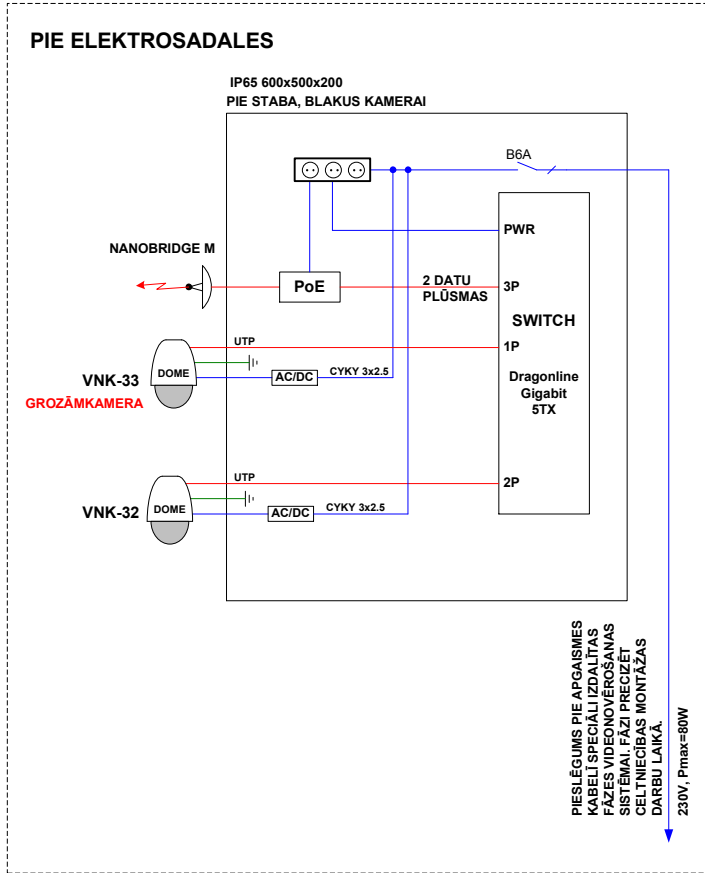 PIE ELEKTROSADALES
IP65 600x500x200
PIE STABA, BLAKUS KAMERAI
B6A
PWR
NANOBRIDGE M
PoE
2 DATU
PLŪSMAS
3P
SWITCH
UTP
1P
DOME
VNK-33
AC/DC
CYKY 3x2.5
GROZĀMKAMERA
Dragonline
Gigabit
5TX
UTP
2P
DOME
VNK-32
AC/DC
CYKY 3x2.5
PIESLĒGUMS PIE APGAISMES
KABELĪ SPECIĀLI IZDALĪTAS
FĀZES VIDEONOVĒROŠANAS
SISTĒMAI. FĀZI PRECIZĒT
CELTNIECĪBAS MONTĀŽAS
DARBU LAIKĀ.
230V, Pmax=80W